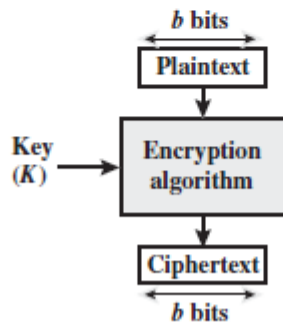 b bits
Plaintext
Key
(K)
Encryption
algorithm
Ciphertext
b bits